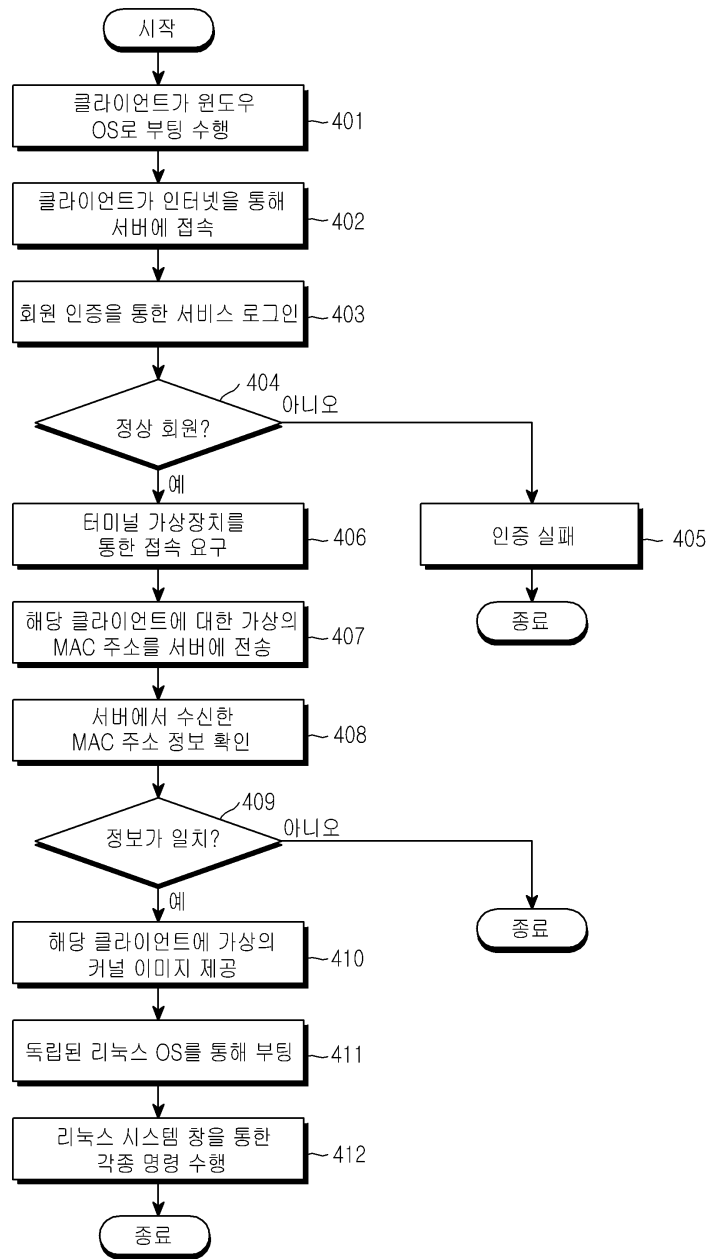 시작
클라이언트가 윈도우
OS로 부팅 수행
401
클라이언트가 인터넷을 통해
서버에 접속
402
회원 인증을 통한 서비스 로그인
403
404
정상 회원?
아니오
예
터미널 가상장치를
통한 접속 요구
406
인증 실패
405
종료
해당 클라이언트에 대한 가상의
MAC 주소를 서버에 전송
407
서버에서 수신한
MAC 주소 정보 확인
408
409
정보가 일치?
아니오
예
종료
해당 클라이언트에 가상의
커널 이미지 제공
410
독립된 리눅스 OS를 통해 부팅
411
리눅스 시스템 창을 통한
각종 명령 수행
412
종료